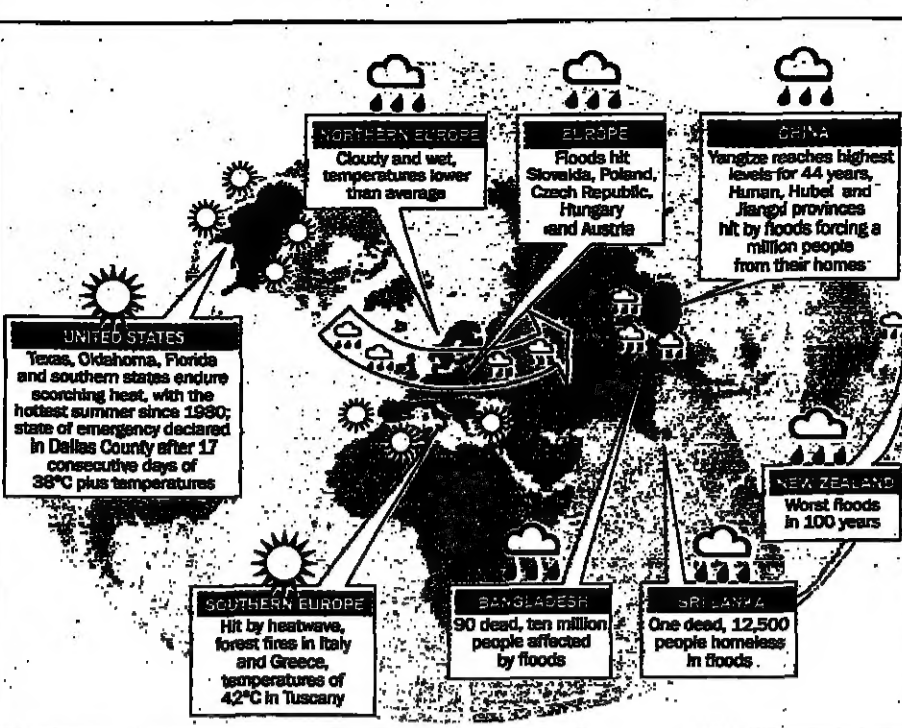 NORTHERN EUROPE
Cloudy and wet,
temperatures lower
than average
EUROPE
Floods hit
Slovakia, Poland,
Czech Republic,
Hungary
and Austria
CHINA
Yangtze reaches highest
levels for 44 years,
Hunan, Hubei and
Jiangxi provinces
hit by floods forcing a
million people
from their homes
UNITED STATES
Texas, Oklahoma, Florida
and southern states endure
scorching heat, with the
hottest summer since 1980;
state of emergency declared
in Dallas County after 17
consecutive days of
38°C plus temperatures
NEW ZEALAND
Worst floods
in 100 years
SOUTHERN EUROPE
Hit by heatwave,
forest fires in Italy
and Greece,
temperatures of
42°C in Tuscany
BANGLADESH
90 dead, ten million
people affected
by floods
SRI LANKA
One dead, 12,500
people homeless
in floods